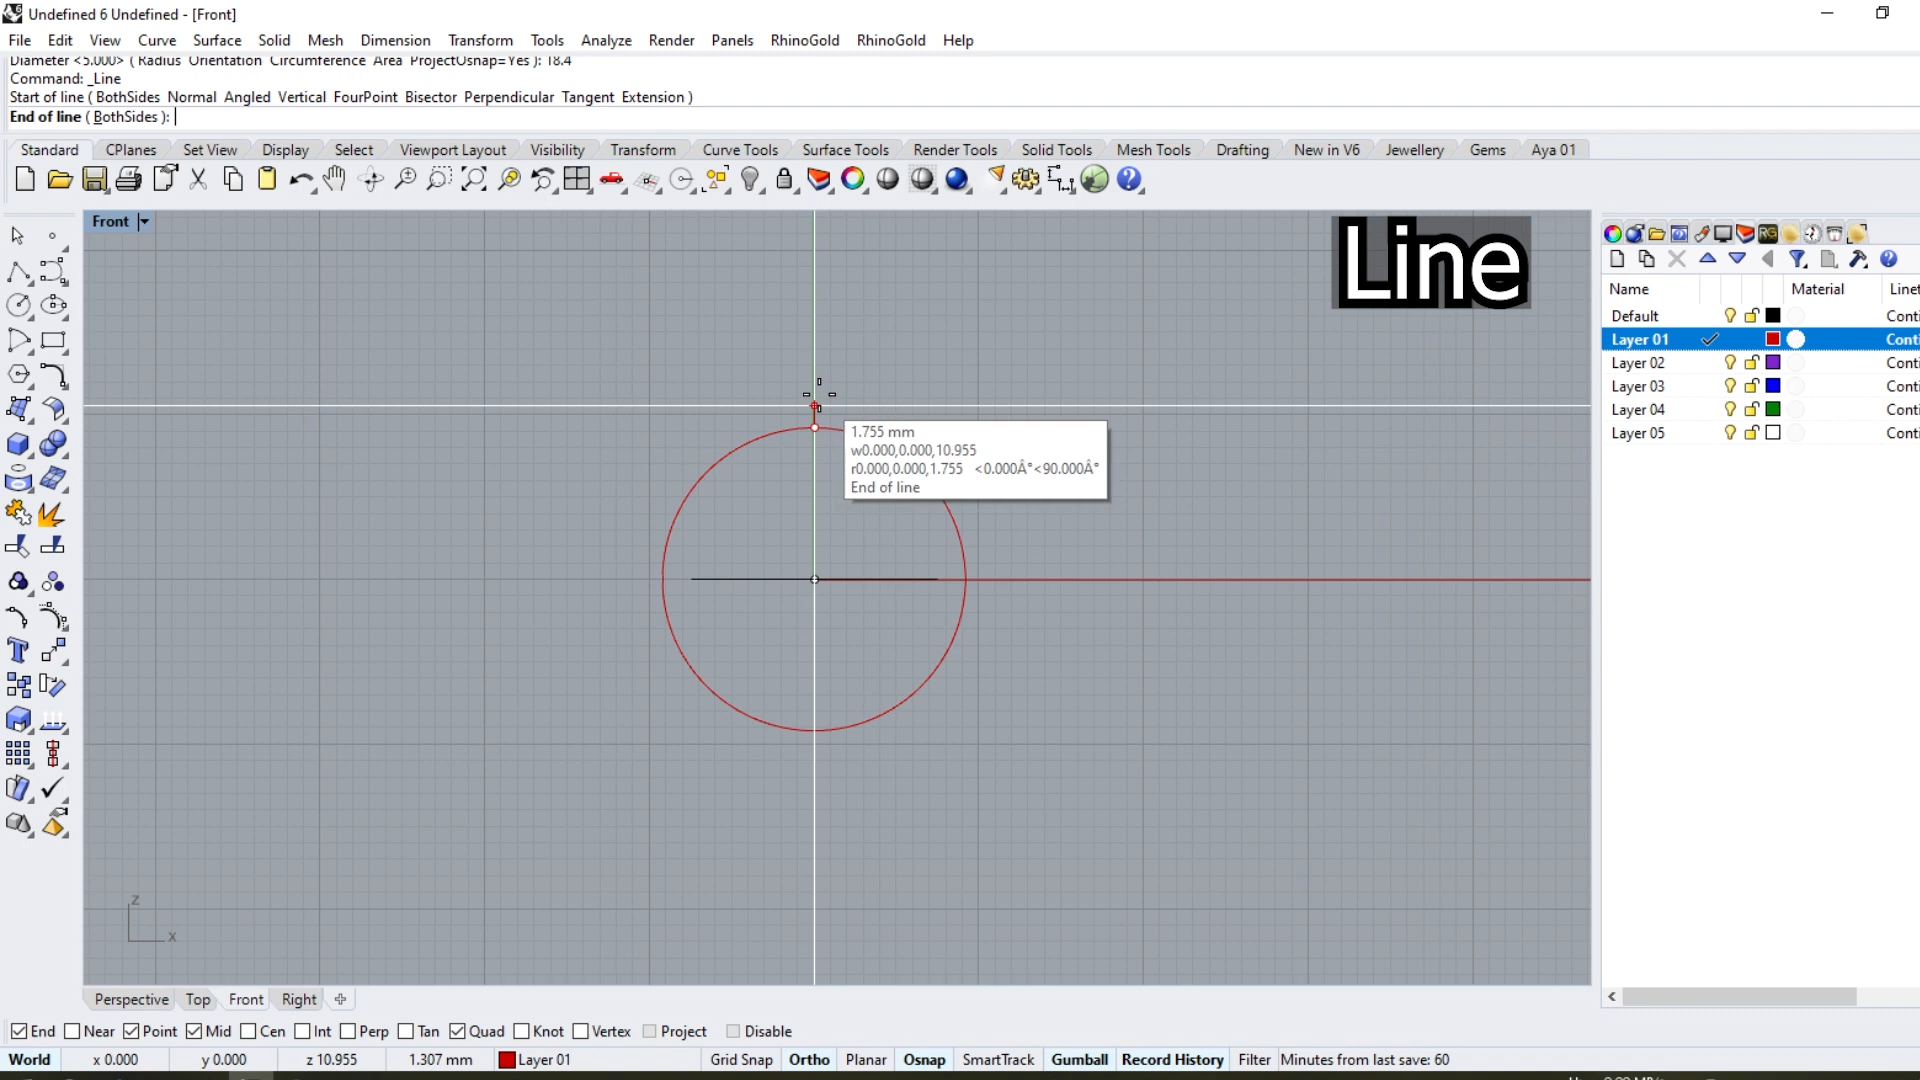 Undefined 6 Undefined - [Front]
File Edit View Curve Surface Solid Mesh Dimension Transform Tools Analyze Render Panels RhinoGold RhinoGold Help
Diameter <5.000> ( Radius Orientation Circumference Area ProjectOsnap=Yes ): 18.4
Command: _Line
Start of line ( BothSides Normal Angled Vertical FourPoint Bisector Perpendicular Tangent Extension )
End of line ( BothSides ):
Standard CPlanes Set View Display Select Viewport Layout Visibility Transform Curve Tools Surface Tools Render Tools Solid Tools Mesh Tools Drafting New in V6 Jewellery Gems Aya 01
Front
Line
Name Material Linet
Default Conti
Layer 01 Conti
Layer 02 Conti
Layer 03 Conti
Layer 04 Conti
Layer 05 Conti
1.755 mm
w0.000,0.000,10.955
r0.000,0.000,1.755 <0.000Â°<90.000Â°
End of line
z
x
Perspective Top Front Right
End Near Point Mid Cen Int Perp Tan Quad Knot Vertex Project Disable
World x 0.000 y 0.000 z 10.955 1.307 mm Layer 01 Grid Snap Ortho Planar Osnap SmartTrack Gumball Record History Filter Minutes from last save: 60